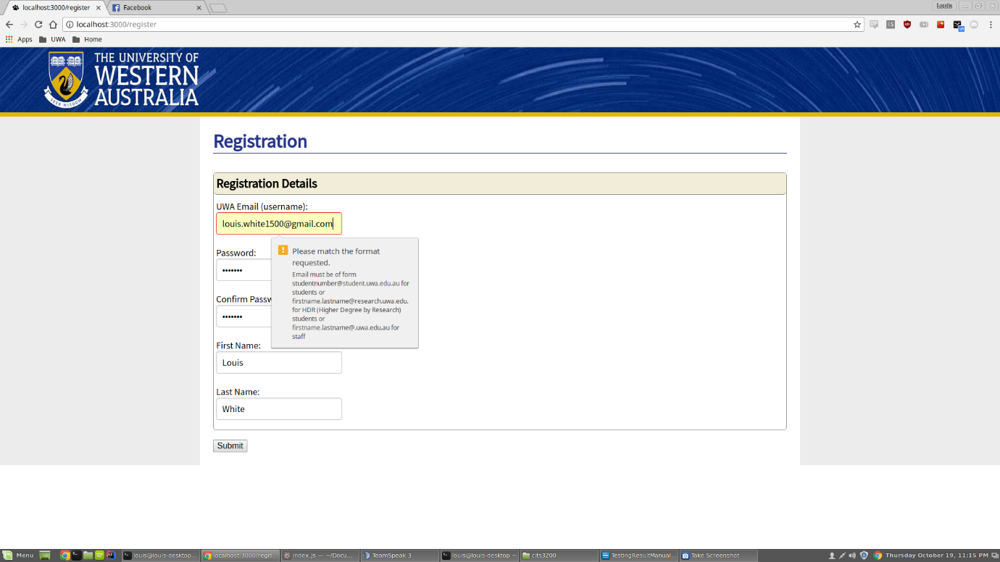 localhost:3000/register
Facebook
Louis
localhost:3000/register
Apps
UWA
Home
THE UNIVERSITY OF
WESTERN
AUSTRALIA
SEEK WISDOM
Registration
Registration Details
UWA Email (username):
louis.white1500@gmail.com
Please match the format
requested.
Email must be of form
studentnumber@student.uwa.edu.au for
students or
firstname.lastname@research.uwa.edu.
for HDR (Higher Degree by Research)
students or
firstname.lastname@.uwa.edu.au for
staff
Password:
•••••••
Confirm Passw
•••••••
First Name:
Louis
Last Name:
White
Submit
Menu
louis@louis-desktop...
localhost:3000/regis...
index.js — ~/Docu...
TeamSpeak 3
louis@louis-desktop ~
cits3200
TestingResultManual...
Take Screenshot
Thursday October 19, 11:15 PM